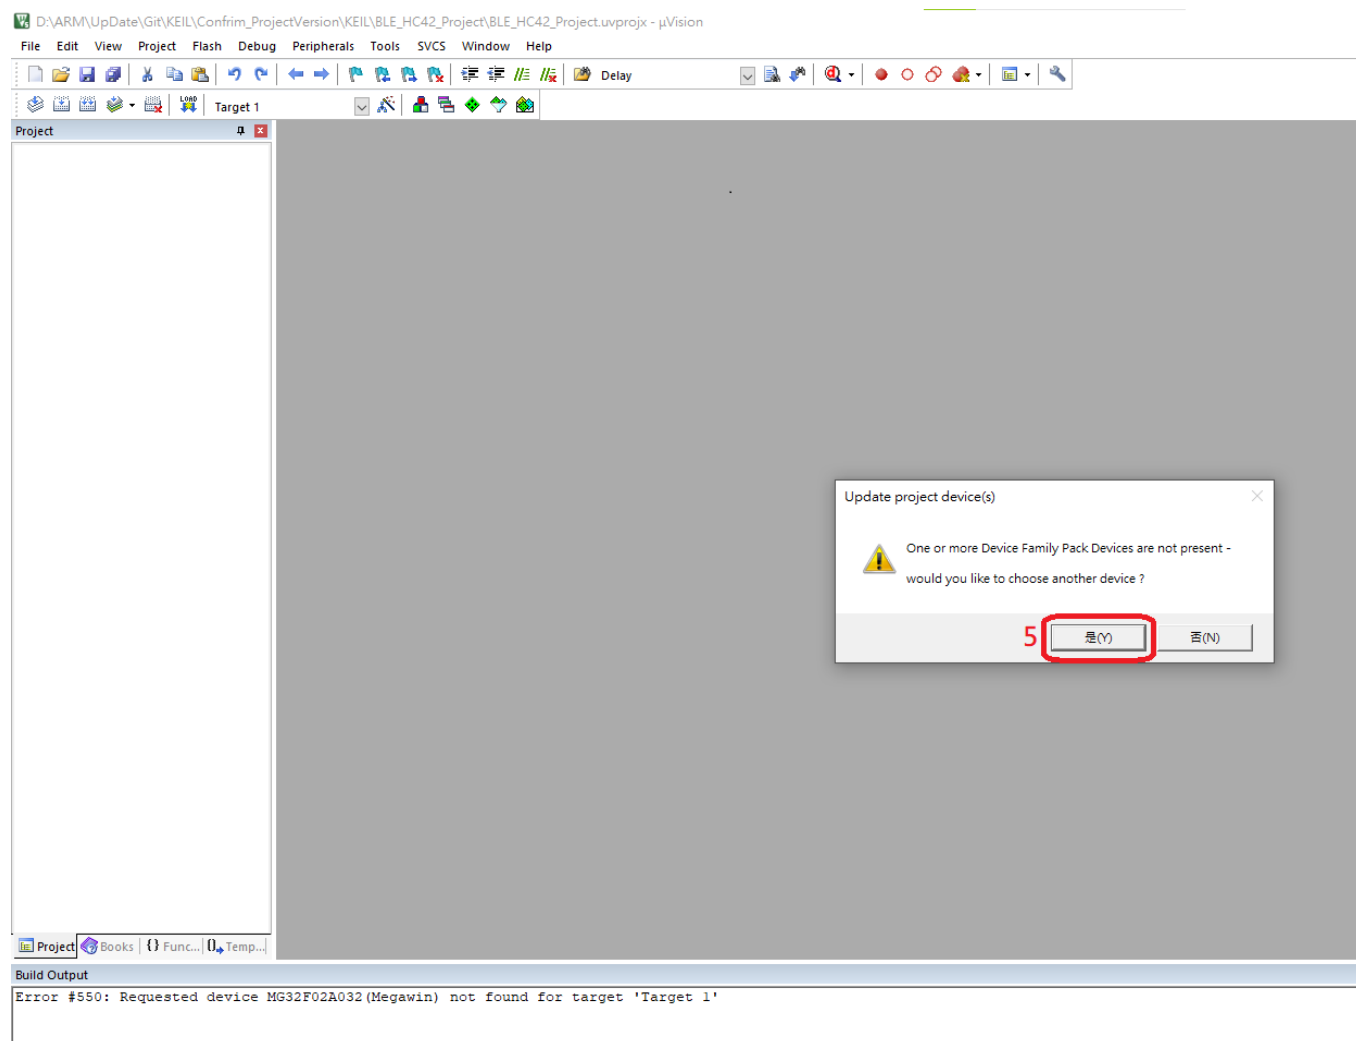 D:\ARM\UpDate\Git\KEIL\Confrim_ProjectVersion\KEIL\BLE_HC42_Project\BLE_HC42_Project.uvprojx - µVision
File Edit View Project Flash Debug Peripherals Tools SVCS Window Help
Delay
LOAD Target 1
Project
Update project device(s)
One or more Device Family Pack Devices are not present -
would you like to choose another device ?
5 是(Y) 否(N)
Project Books {} Func... Temp...
Build Output
Error #550: Requested device MG32F02A032(Megawin) not found for target 'Target 1'